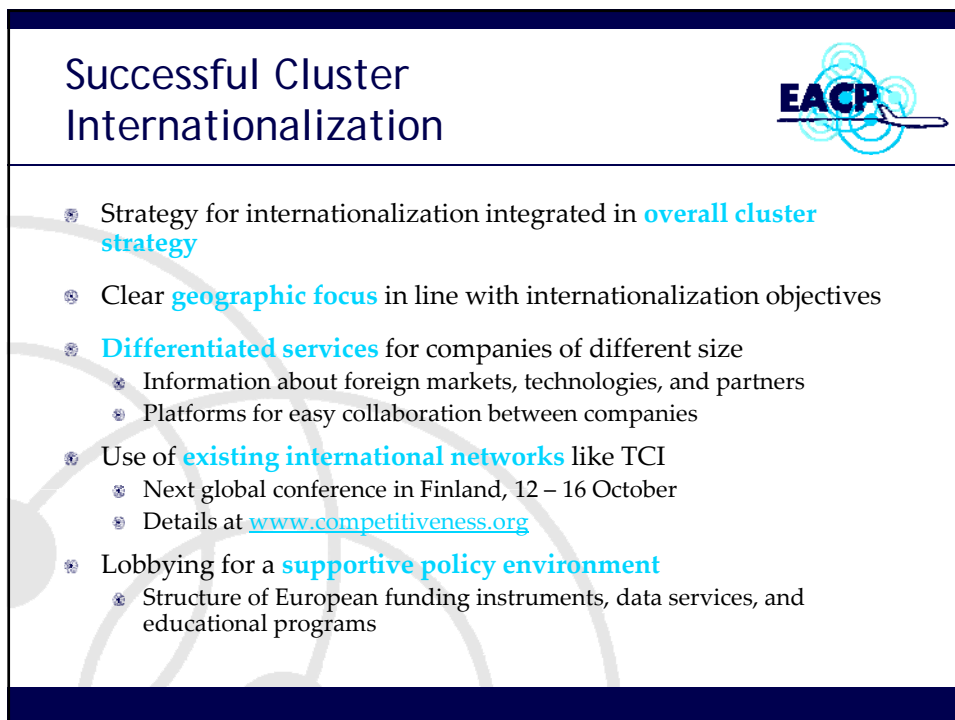 Successful Cluster
Internationalization
EACP
Strategy for internationalization integrated in overall cluster
strategy
Clear geographic focus in line with internationalization objectives
Differentiated services for companies of different size
Information about foreign markets, technologies, and partners
Platforms for easy collaboration between companies
Use of existing international networks like TCI
Next global conference in Finland, 12 – 16 October
Details at www.competitiveness.org
Lobbying for a supportive policy environment
Structure of European funding instruments, data services, and
educational programs